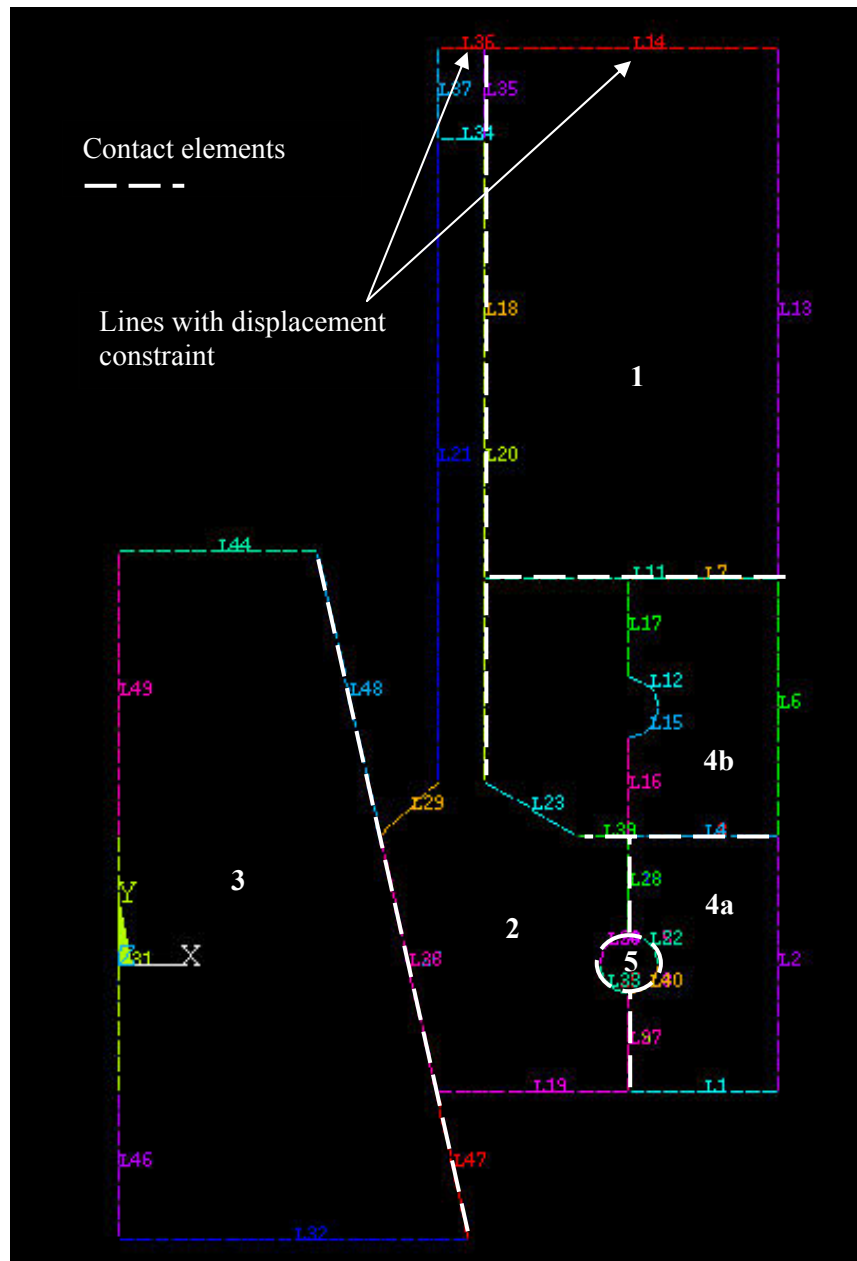 L36 L14
L37 L35
L34
Contact elements
Lines with displacement
constraint
L18 L13
1
L21 L20
L44
L11 L7
L17
L12
L49 L48 L6
L15
4b
L16
L29 L23
L39 L4
3 L28 4a
Y
2
L22
X 5 L2
L33 L40
L19 L1
L46 L47
L32